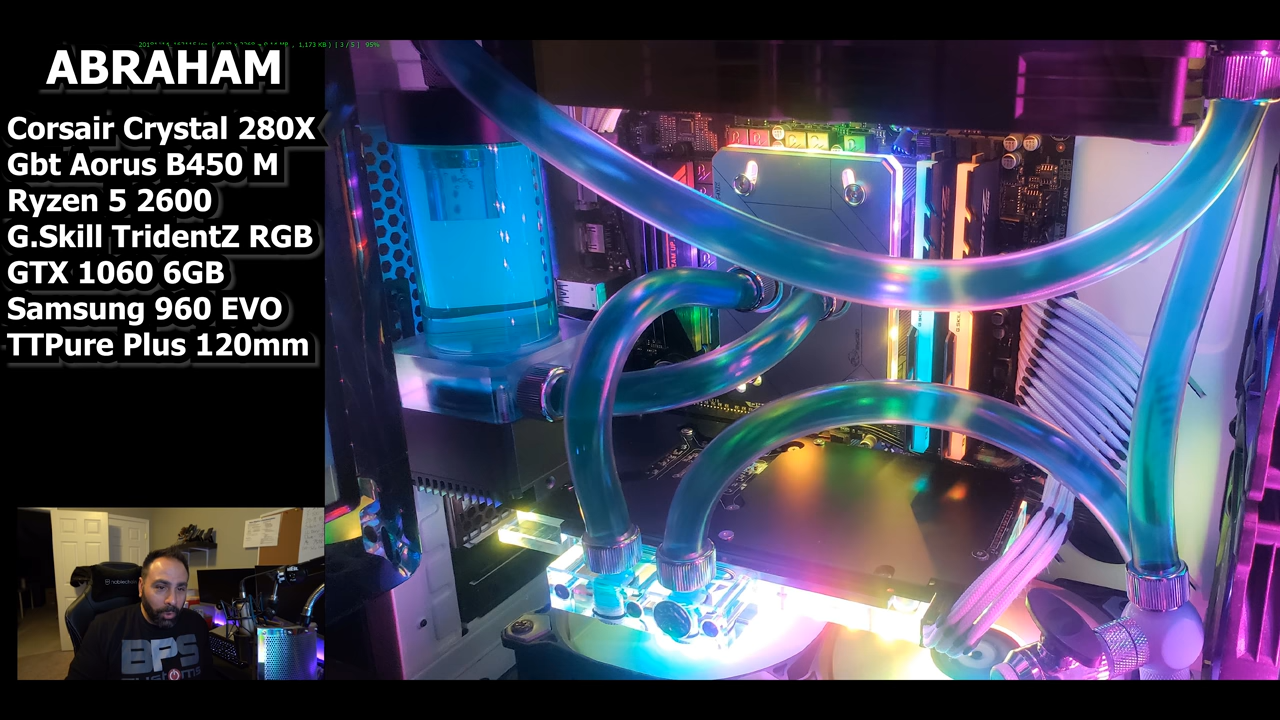 ABRAHAM
Corsair Crystal 280X
Gbt Aorus B450 M
Ryzen 5 2600
G.Skill TridentZ RGB
GTX 1060 6GB
Samsung 960 EVO
TTPure Plus 120mm
BPS